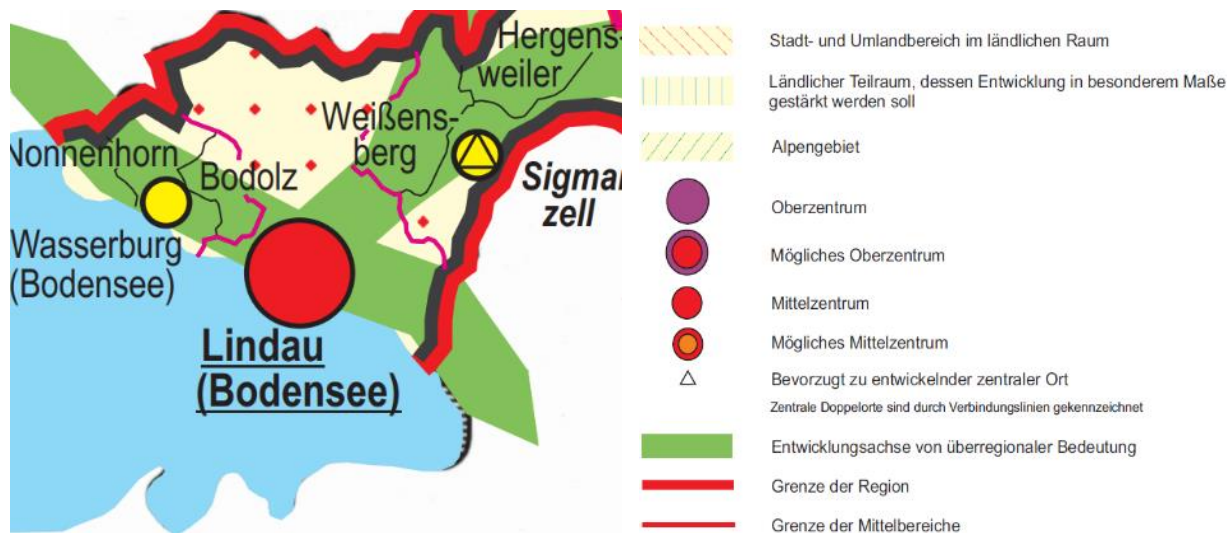 Hergens-
weiler
Weißens-
berg
Nonnenhorn
Bodolz
Sigmar
zell
Wasserburg
(Bodensee)
Lindau
(Bodensee)
Stadt- und Umlandbereich im ländlichen Raum
Ländlicher Teilraum, dessen Entwicklung in besonderem Maße
gestärkt werden soll
Alpengebiet
Oberzentrum
Mögliches Oberzentrum
Mittelzentrum
Mögliches Mittelzentrum
Bevorzugt zu entwickelnder zentraler Ort
Zentrale Doppelorte sind durch Verbindungslinien gekennzeichnet
Entwicklungsachse von überregionaler Bedeutung
Grenze der Region
Grenze der Mittelbereiche